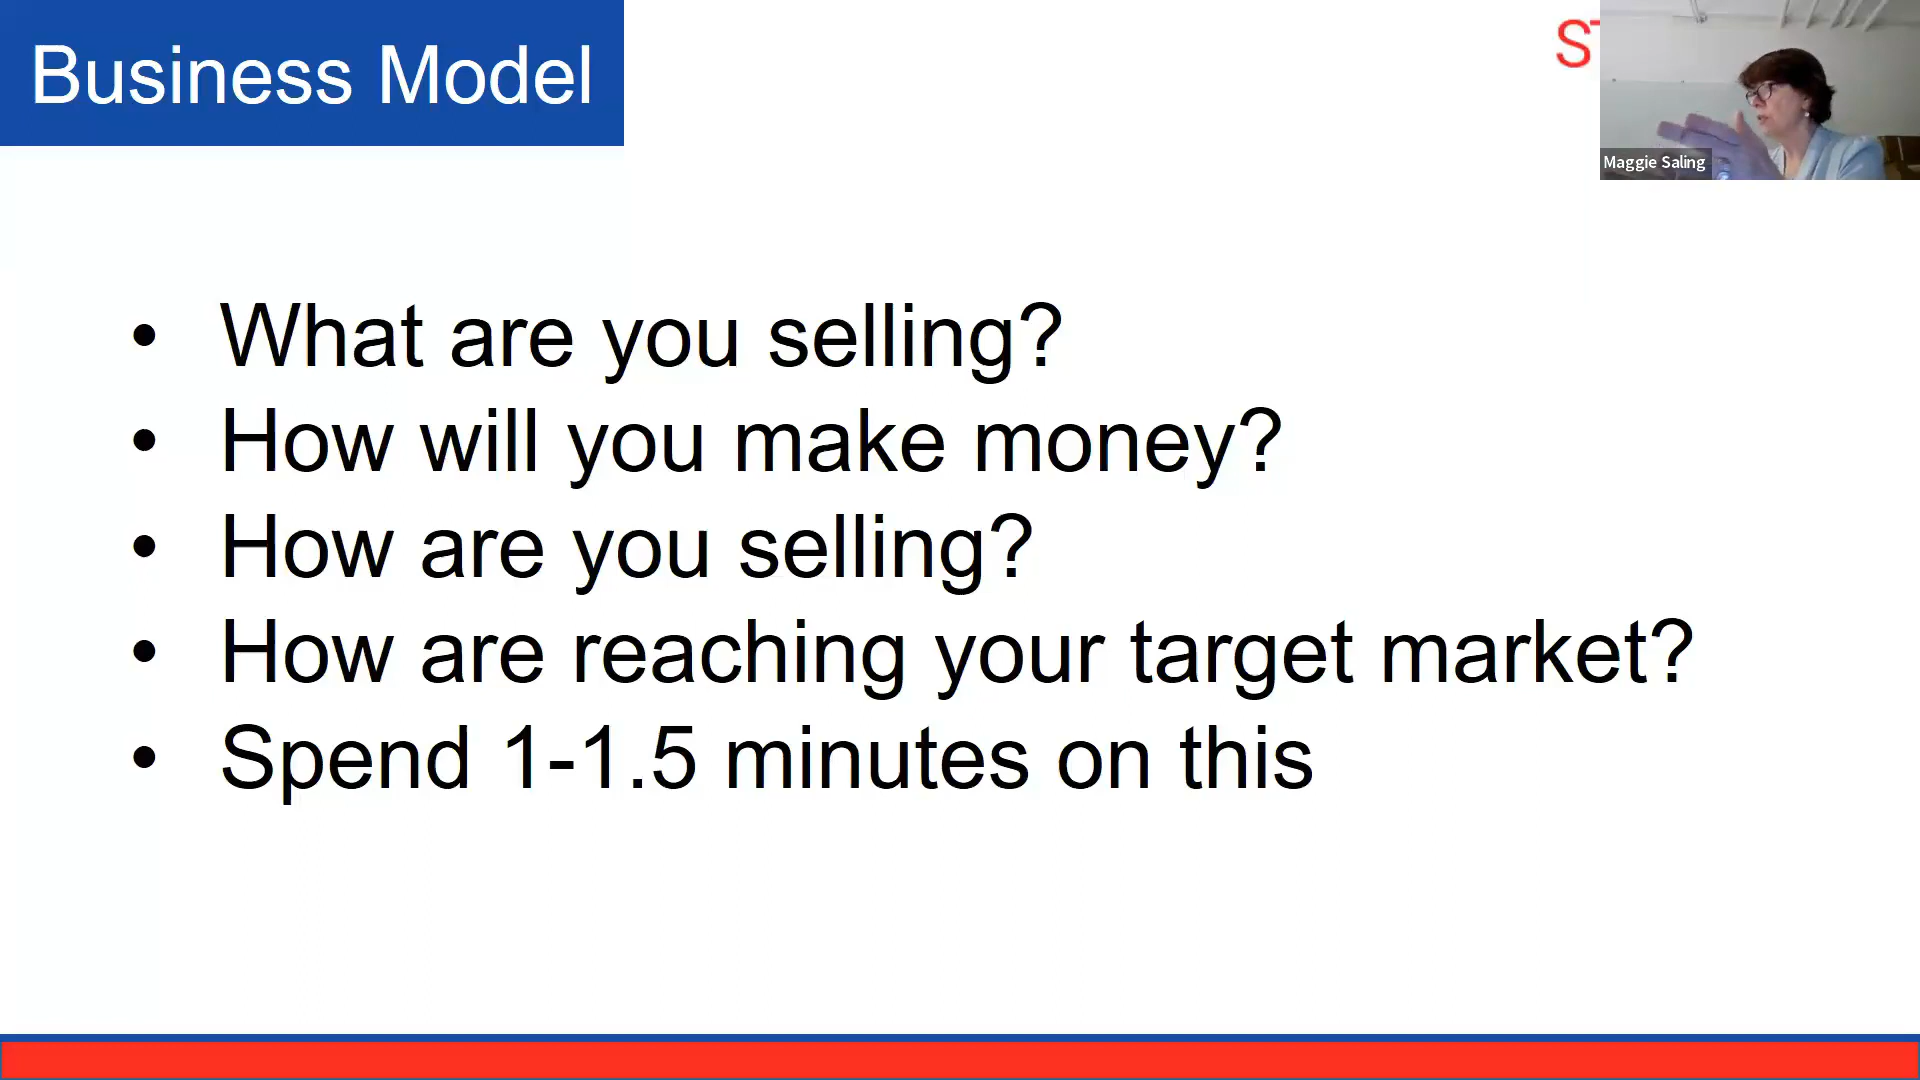 Business Model
ST
Maggie Saling
• What are you selling?
• How will you make money?
• How are you selling?
• How are reaching your target market?
• Spend 1-1.5 minutes on this